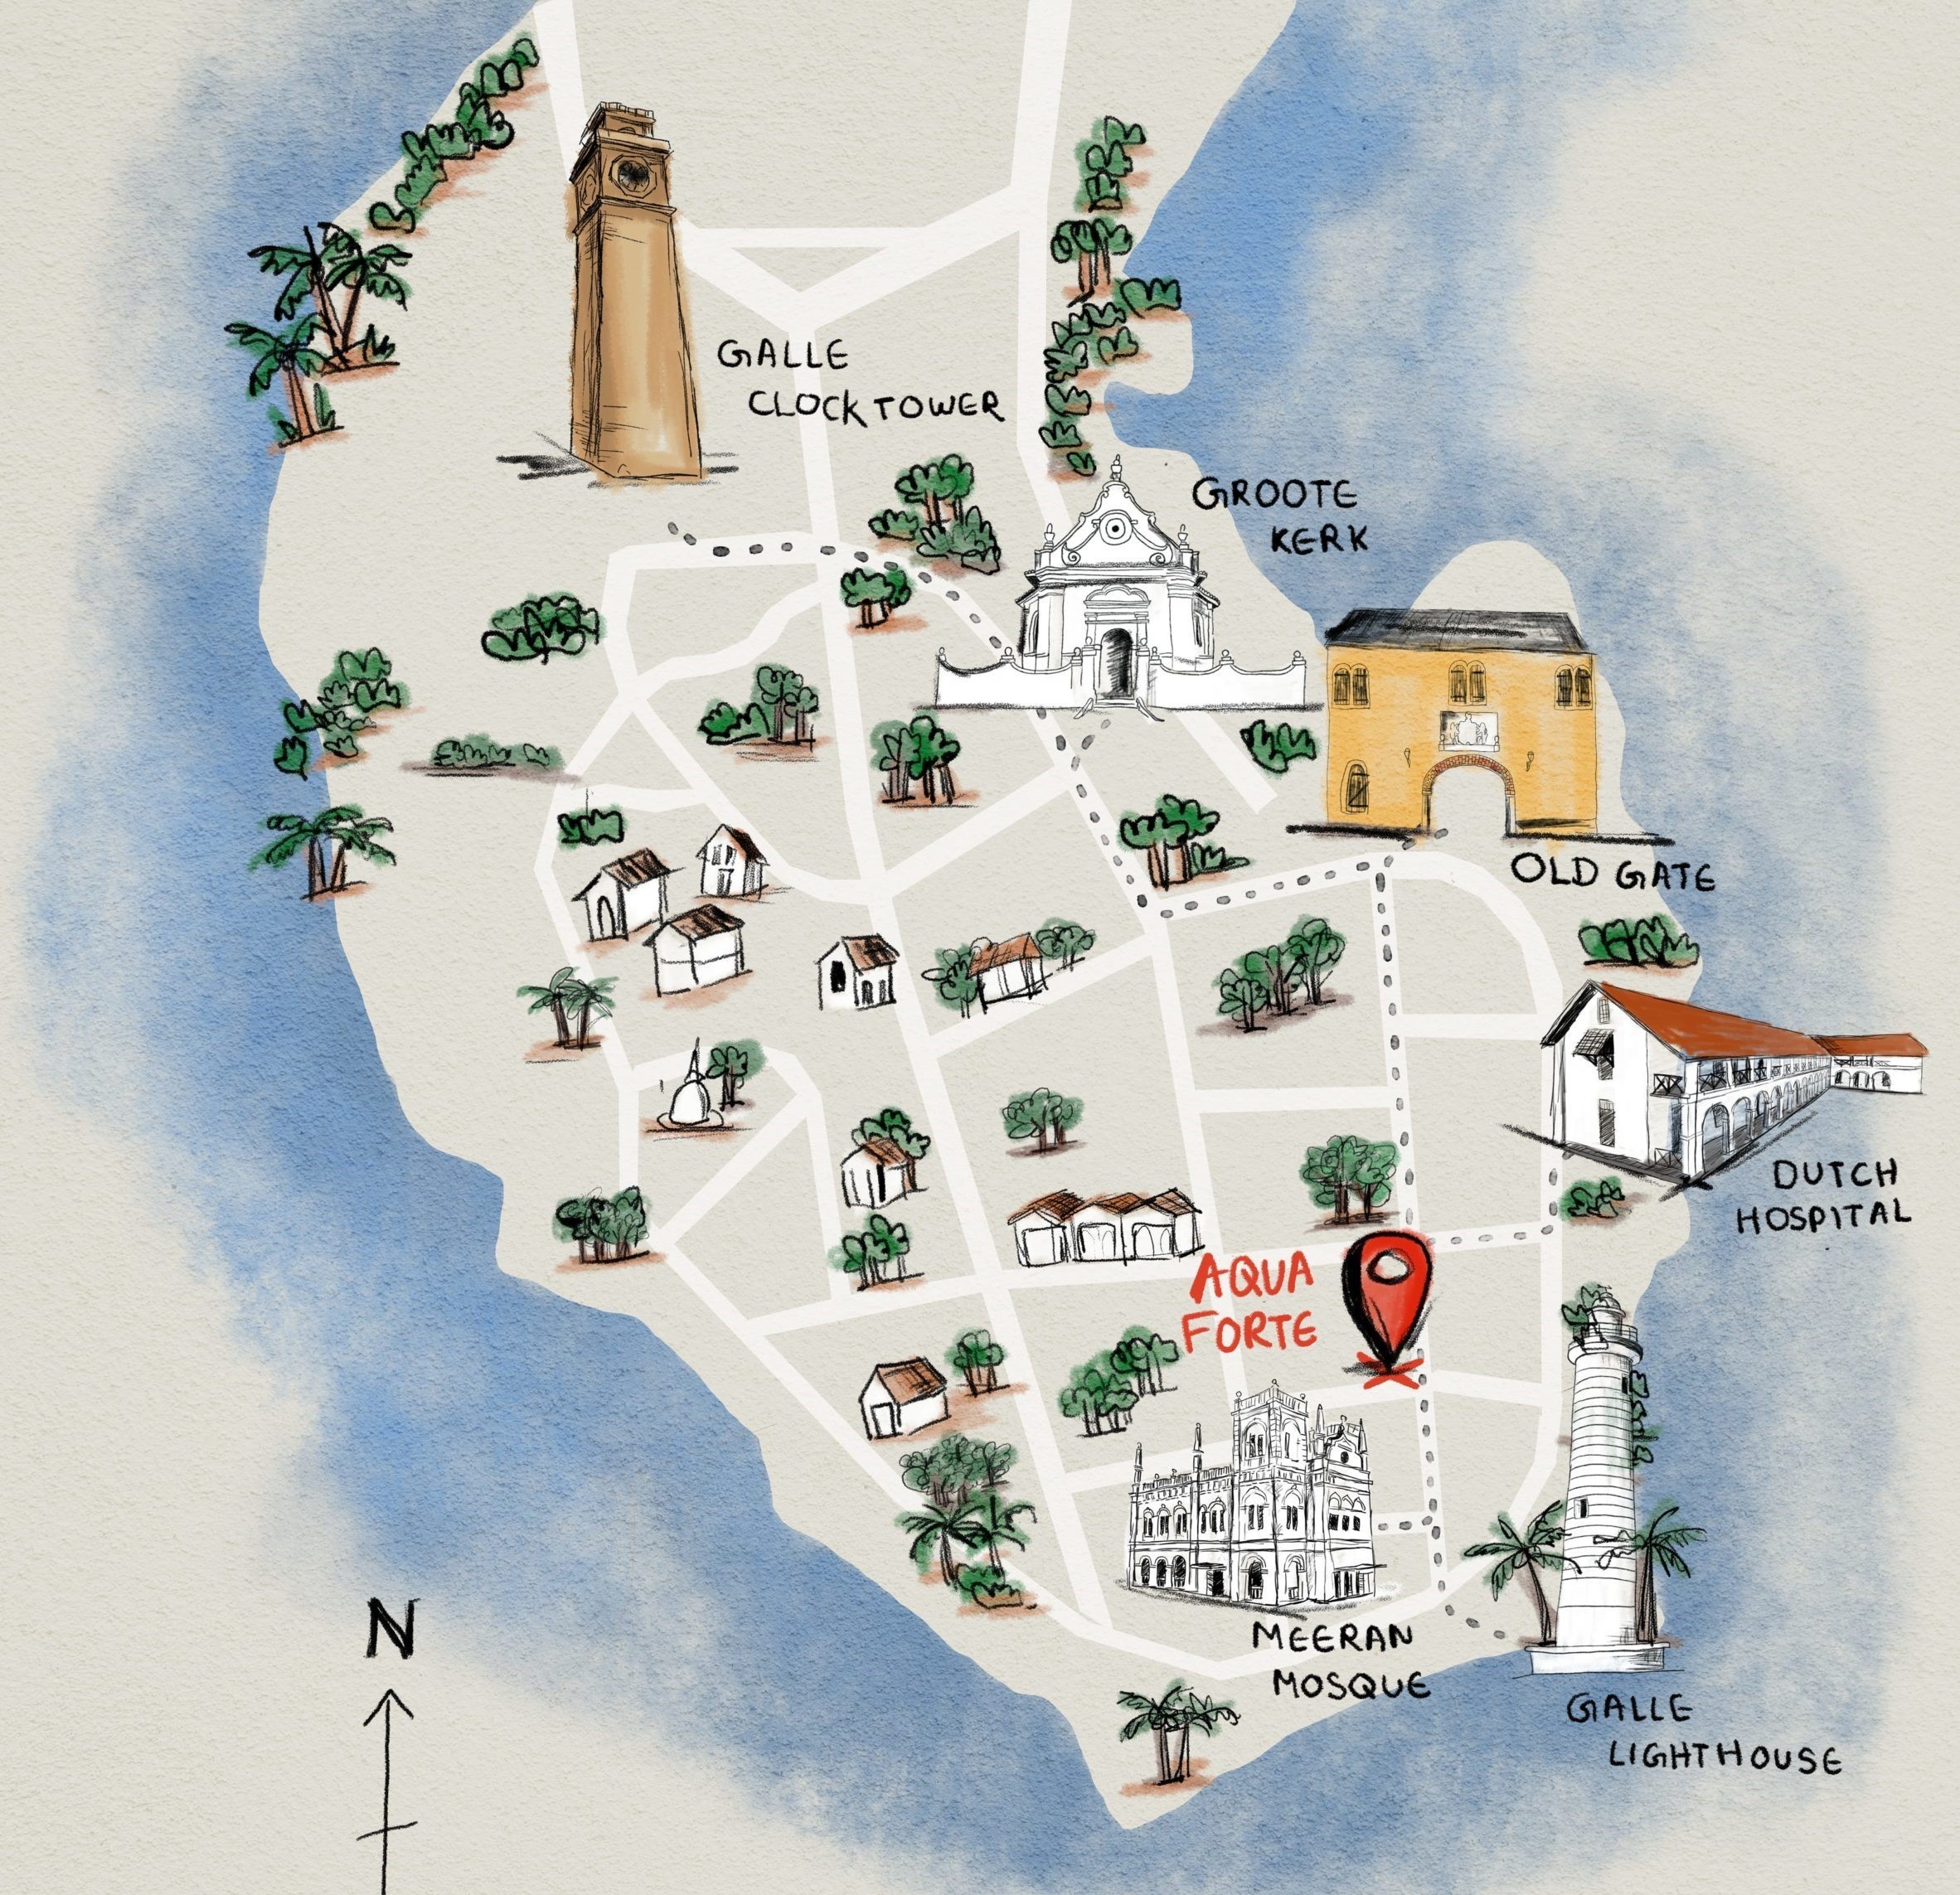 GALLE
CLOCK TOWER
GROOTE
KERK
OLD GATE
DUTCH
HOSPITAL
AQUA
FORTE
MEERAN
MOSQUE
GALLE
LIGHTHOUSE
N